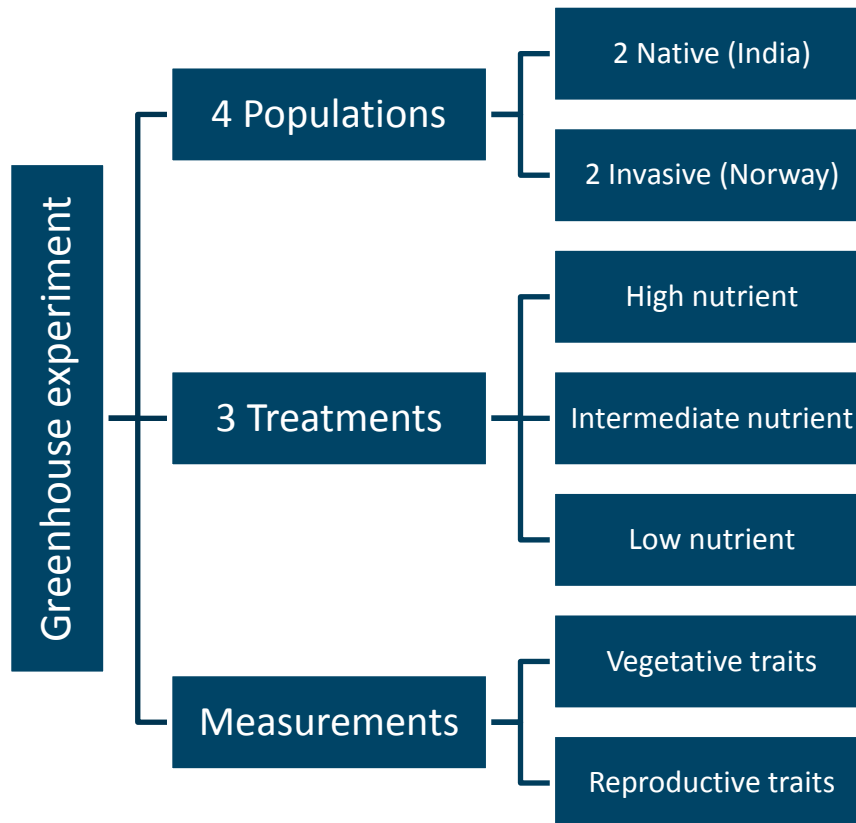 Greenhouse experiment
4 Populations
2 Native (India)
2 Invasive (Norway)
3 Treatments
High nutrient
Intermediate nutrient
Low nutrient
Measurements
Vegetative traits
Reproductive traits